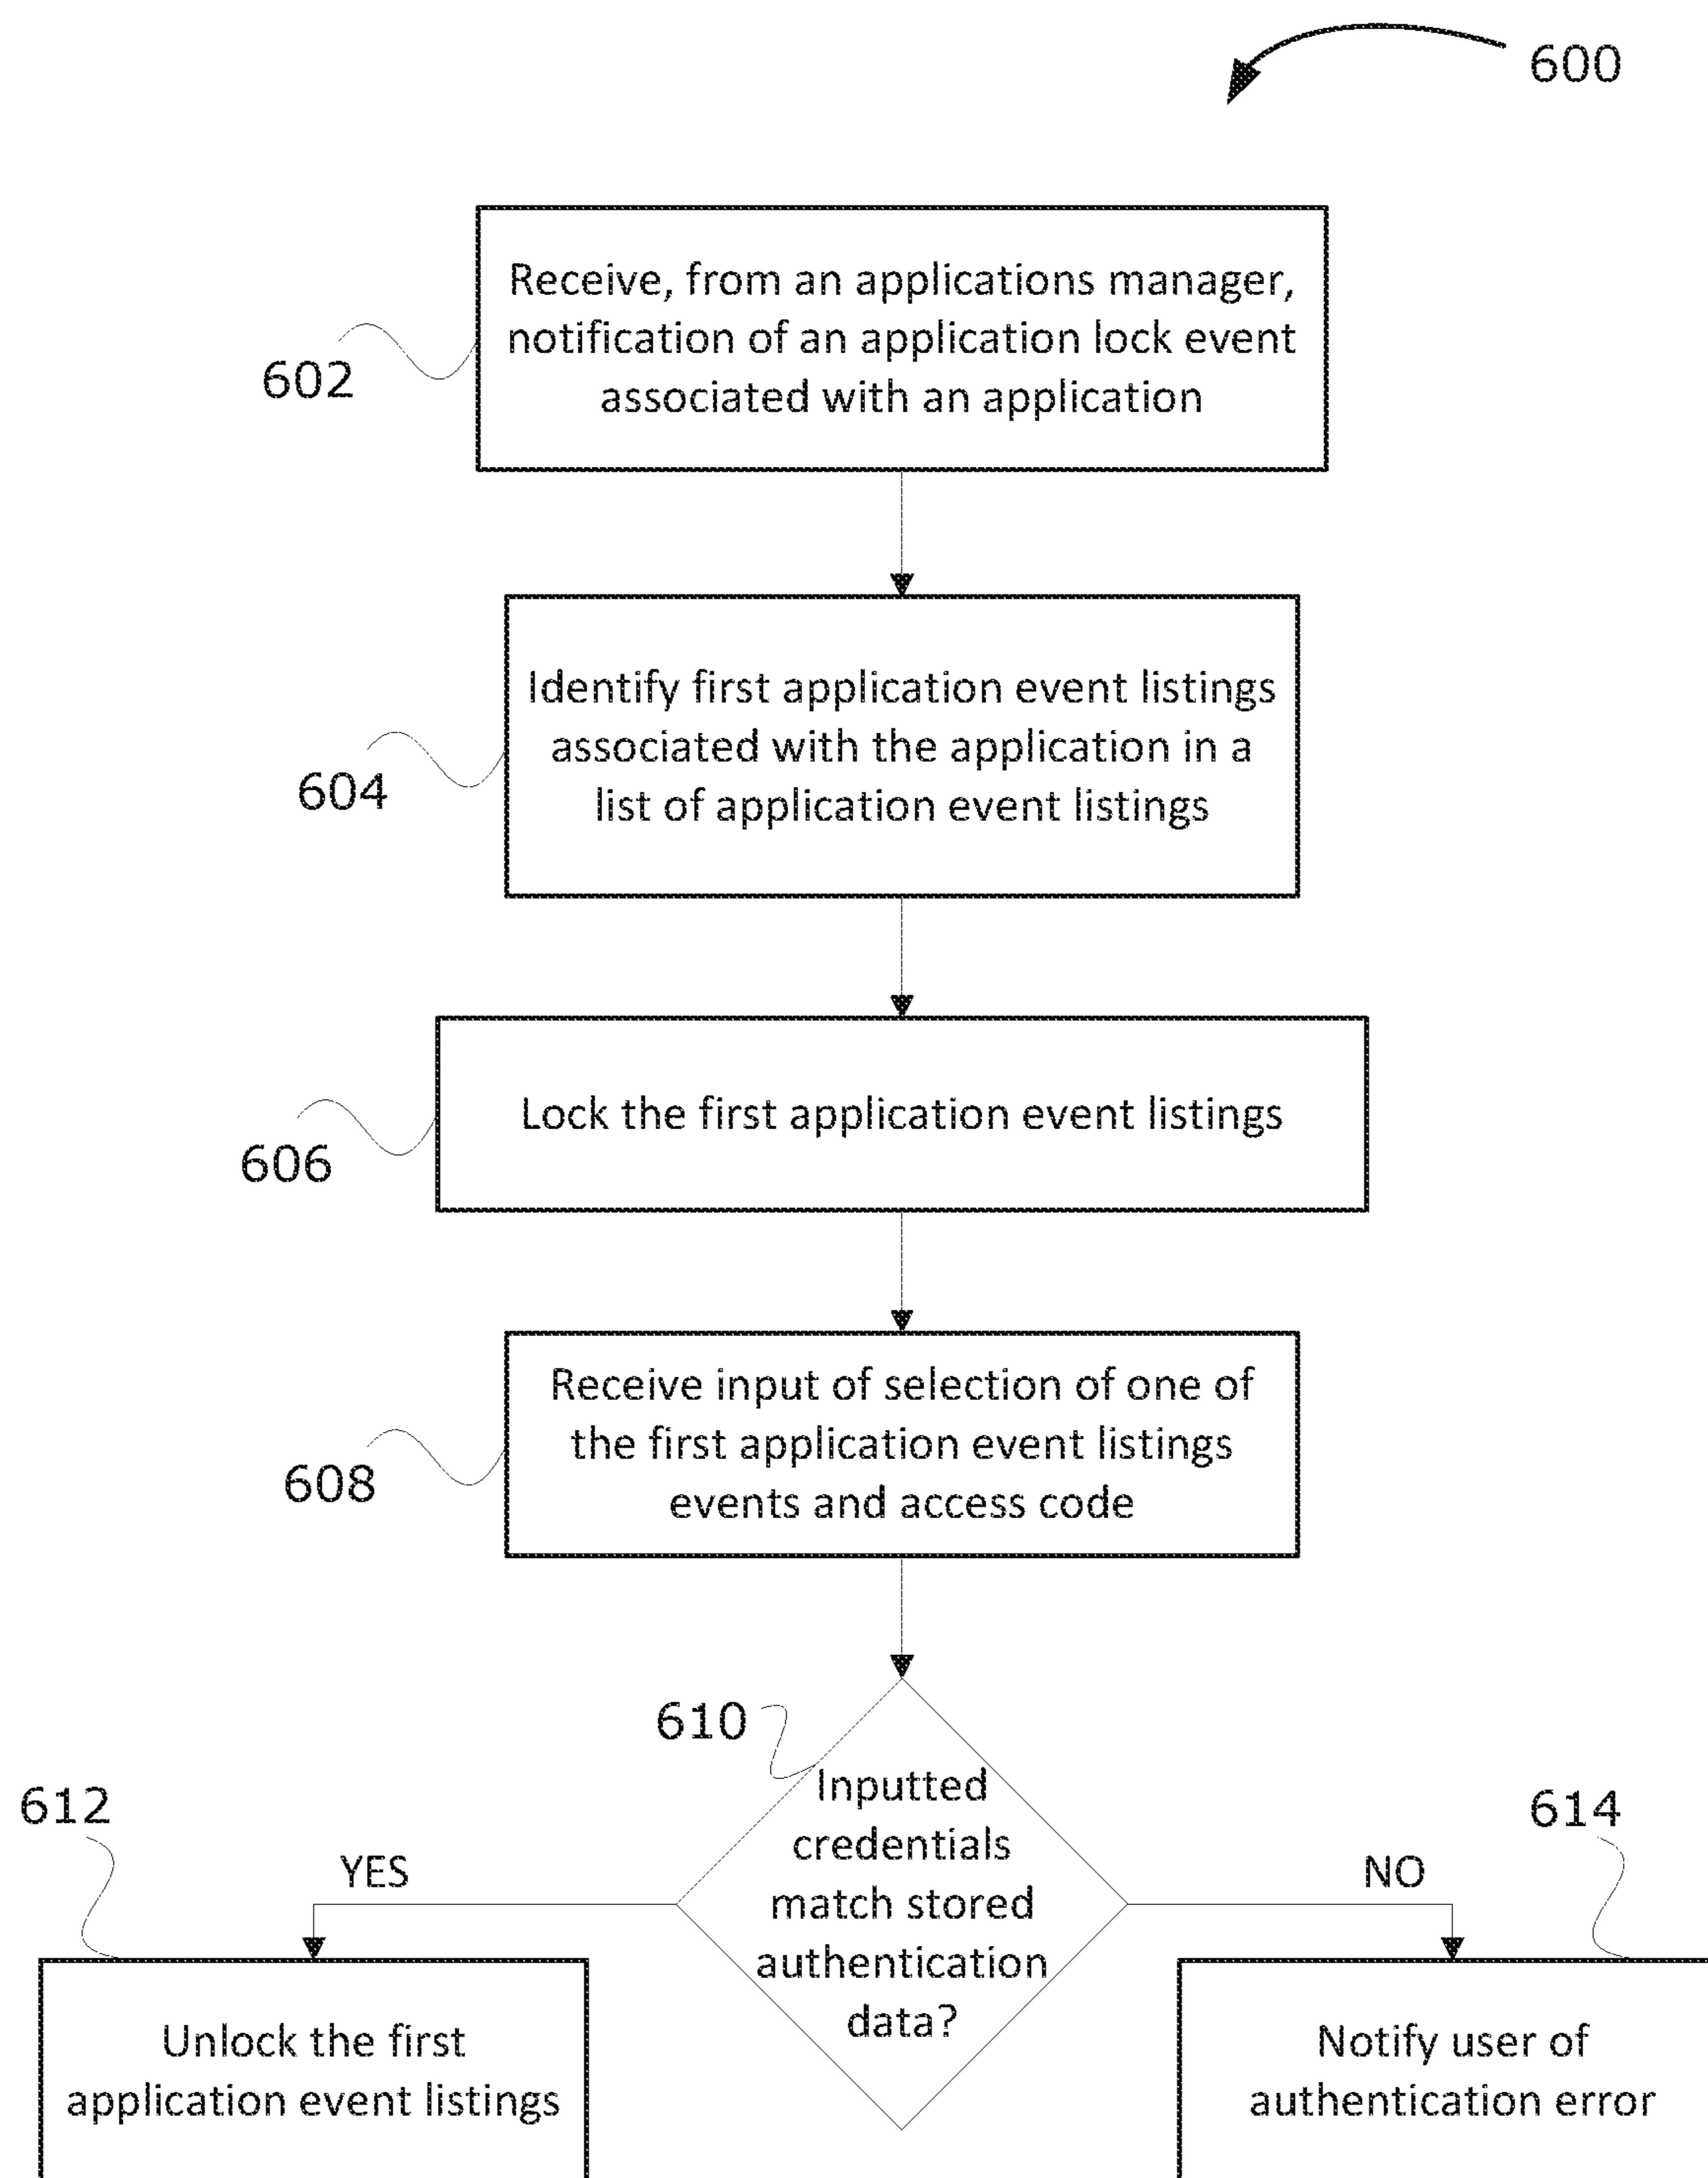 600
Receive, from an applications manager,
notification of an application lock event
associated with an application
602
Identify first application event listings
associated with the application in a
list of application event listings
604
Lock the first application event listings
606
Receive input of selection of one of
the first application event listings
events and access code
608
610
Inputted
credentials
match stored
authentication
data?
612
YES
NO
614
Unlock the first
application event listings
Notify user of
authentication error